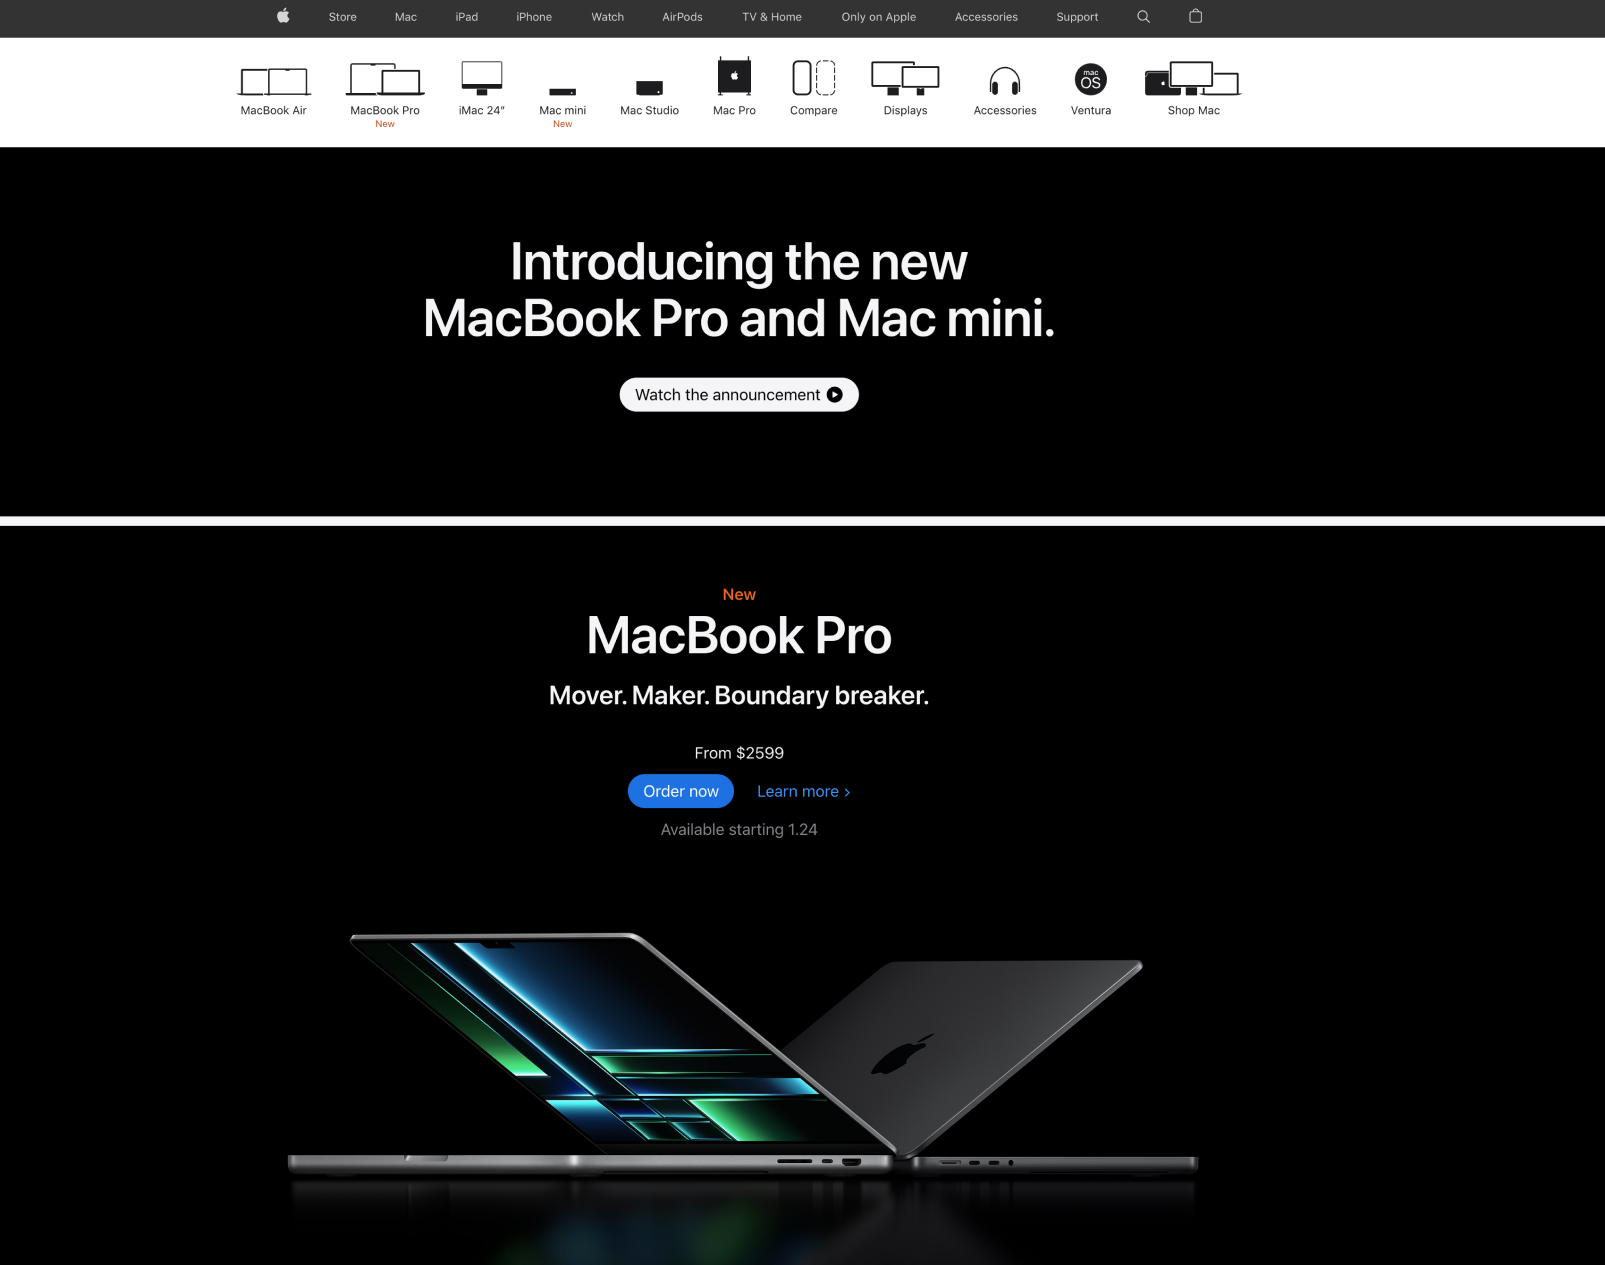 Store Mac iPad iPhone Watch AirPods TV & Home Only on Apple Accessories Support
mac
OS
MacBook Air MacBook Pro iMac 24” Mac mini Mac Studio Mac Pro Compare Displays Accessories Ventura Shop Mac
New New
Introducing the new
MacBook Pro and Mac mini.
Watch the announcement
New
MacBook Pro
Mover. Maker. Boundary breaker.
From $2599
Order now Learn more >
Available starting 1.24